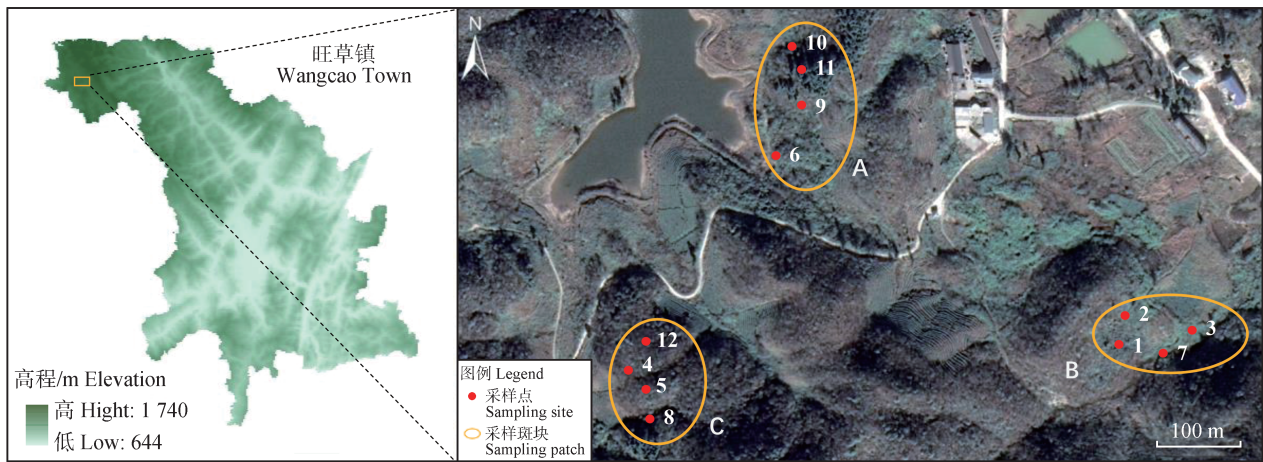 旺草镇
Wangcao Town
高程/m Elevation
高 Hight: 1 740
低 Low: 644
N
10
11
9
6
A
2
3
1
7
B
12
4
5
8
C
图例 Legend
采样点
Sampling site
采样斑块
Sampling patch
100 m